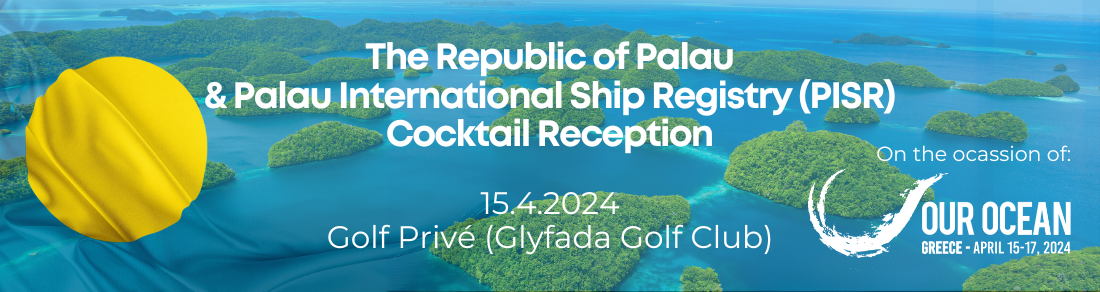 The Republic of Palau
& Palau International Ship Registry (PISR)
Cocktail Reception
15.4.2024
Golf Privé (Glyfada Golf Club)
On the ocassion of:
OUR OCEAN
GREECE - APRIL 15-17, 2024